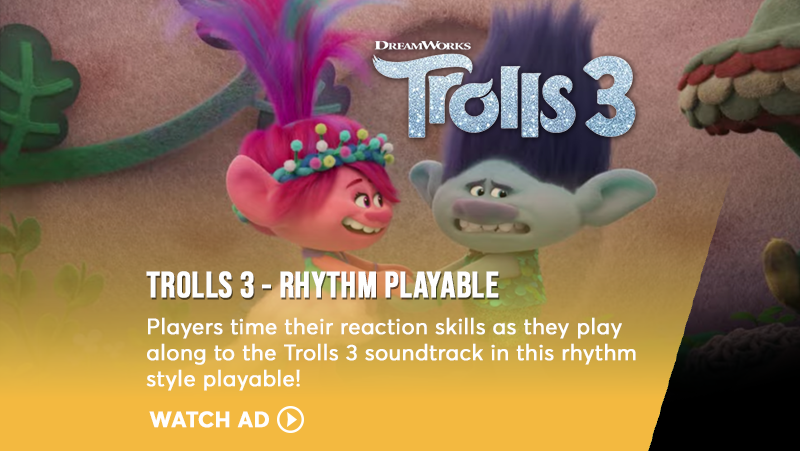 DREAMWORKS
Trolls 3
TROLLS 3 - RHYTHM PLAYABLE
Players time their reaction skills as they play
along to the Trolls 3 soundtrack in this rhythm
style playable!
WATCH AD